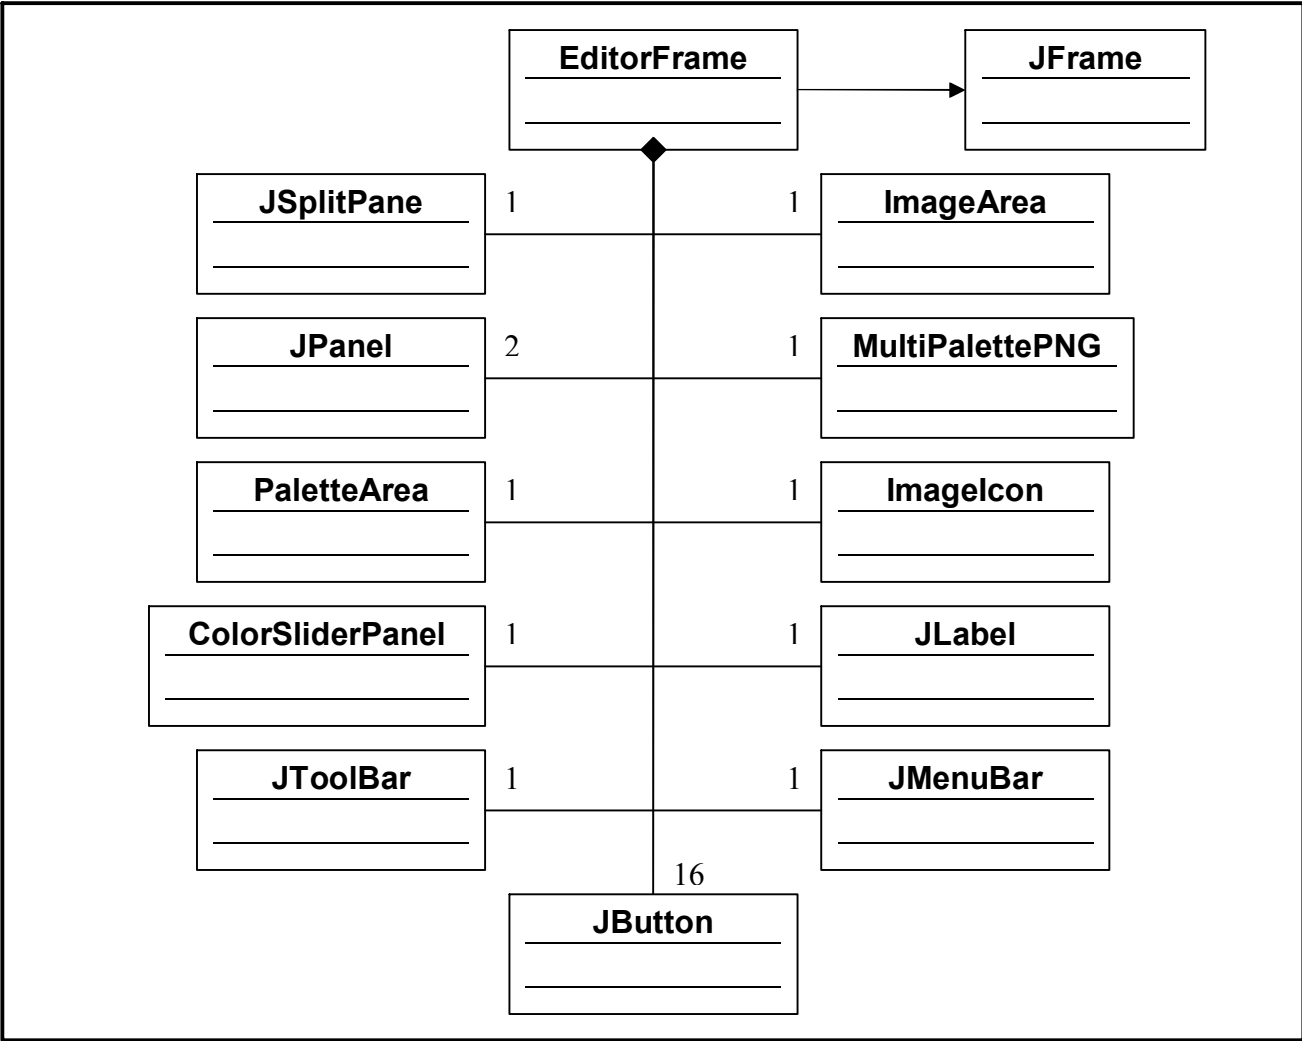 EditorFrame
JFrame
JSplitPane
1
1
ImageArea
JPanel
2
1
MultiPalettePNG
PaletteArea
1
1
ImageIcon
ColorSliderPanel
1
1
JLabel
JToolBar
1
1
JMenuBar
16
JButton